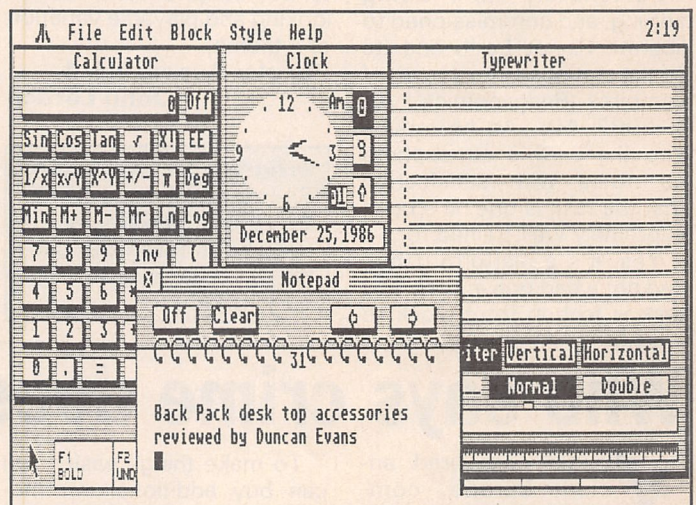 File Edit Block Style Help 2:19
Calculator
0 Off
Sin Cos Tan √ X! EE
1/x x√Y X^Y +/- π Deg
Min M+ M- Mr Ln Log
7 8 9 Inv (
4 5 6 *
1 2 3 +
0 . =
Clock
12 Am
9 3
6
December 25,1986
Typewriter
iter Vertical Horizontal
Normal Double
Notepad
Off Clear
31
Back Pack desk top accessories
reviewed by Duncan Evans
F1 F2
BOLD UND